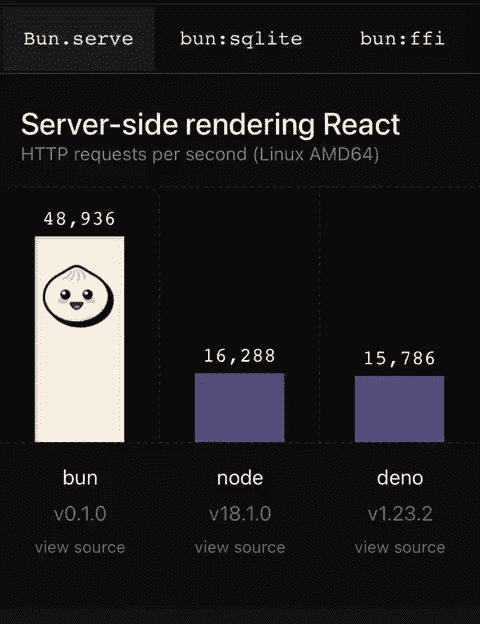 Bun.serve bun:sqlite bun:ffi
Server-side rendering React
HTTP requests per second (Linux AMD64)
48,936
16,288
15,786
bun node deno
v0.1.0 v18.1.0 v1.23.2
view source view source view source